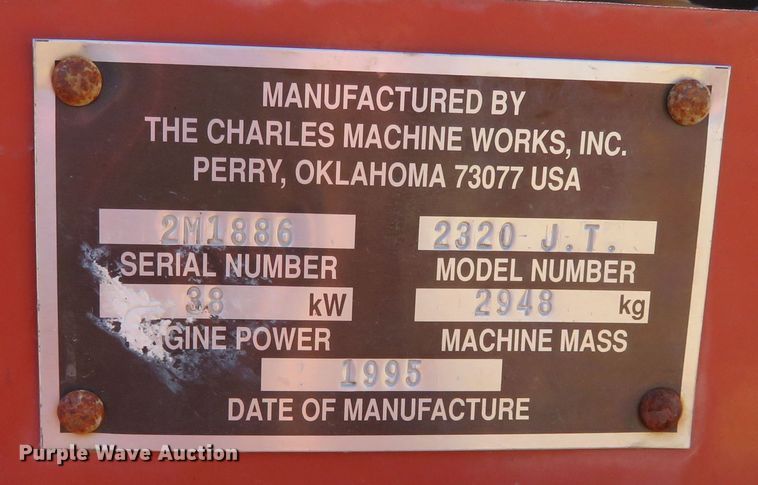 MANUFACTURED BY
THE CHARLES MACHINE WORKS, INC.
PERRY, OKLAHOMA 73077 USA
2M1886 2320 J.T.
SERIAL NUMBER MODEL NUMBER
38 kW 2948 kg
GINE POWER MACHINE MASS
1995
DATE OF MANUFACTURE
Purple Wave Auction